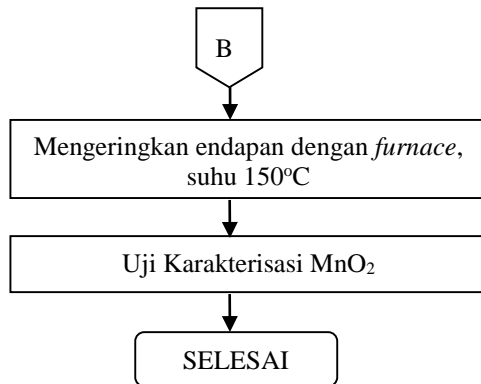 B
Mengeringkan endapan dengan furnace,
suhu 150°C
Uji Karakterisasi MnO₂
SELESAI